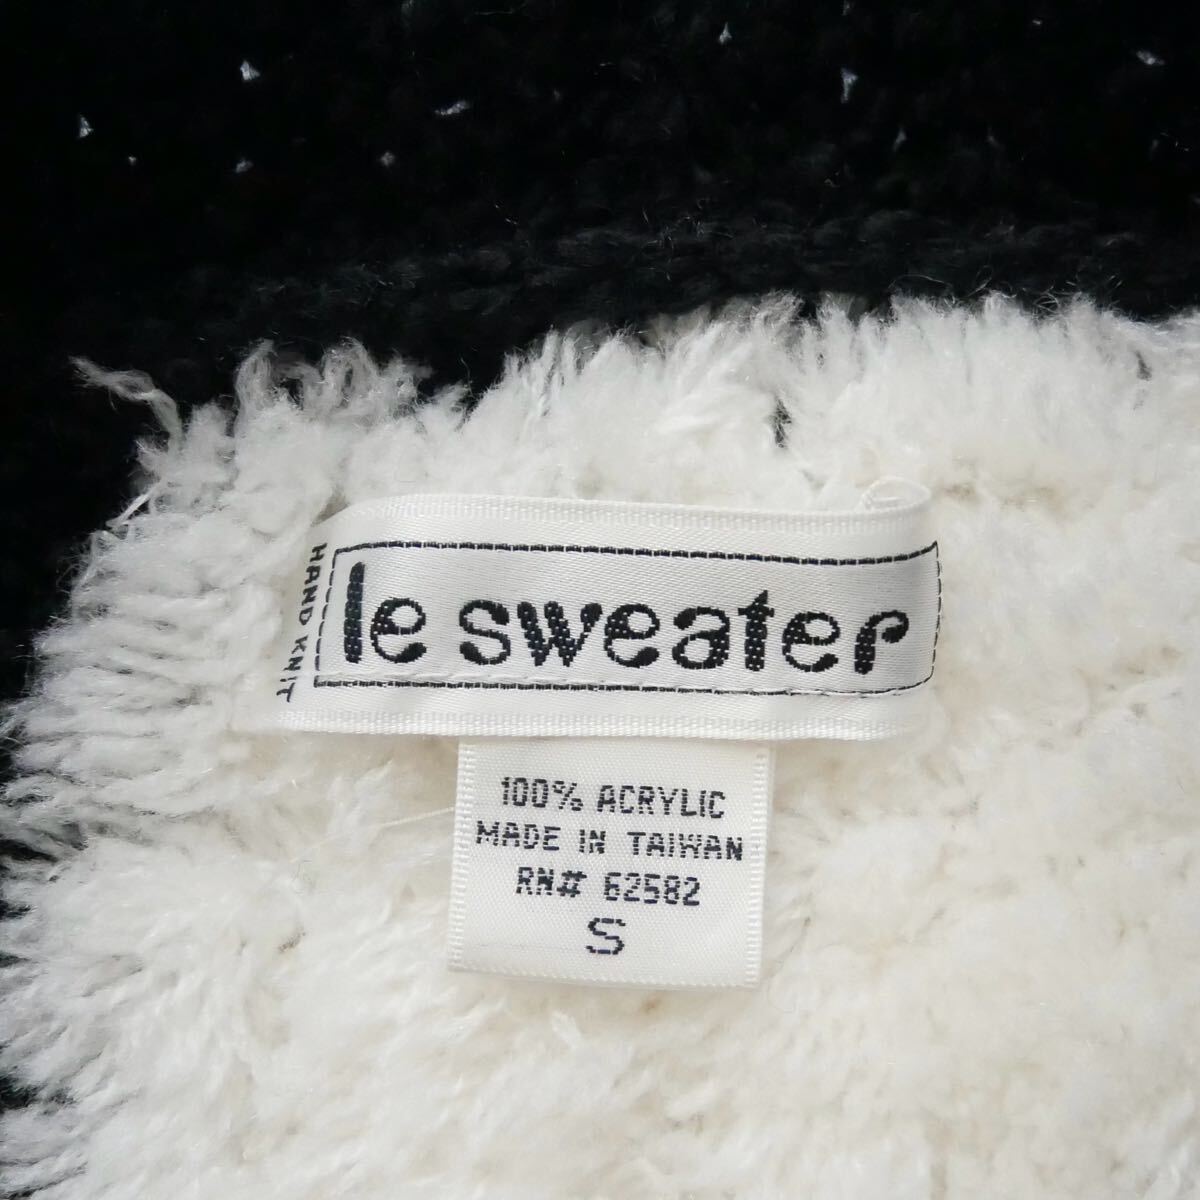 HAND KNIT
le sweater
100% ACRYLIC
MADE IN TAIWAN
RN# 62582
S